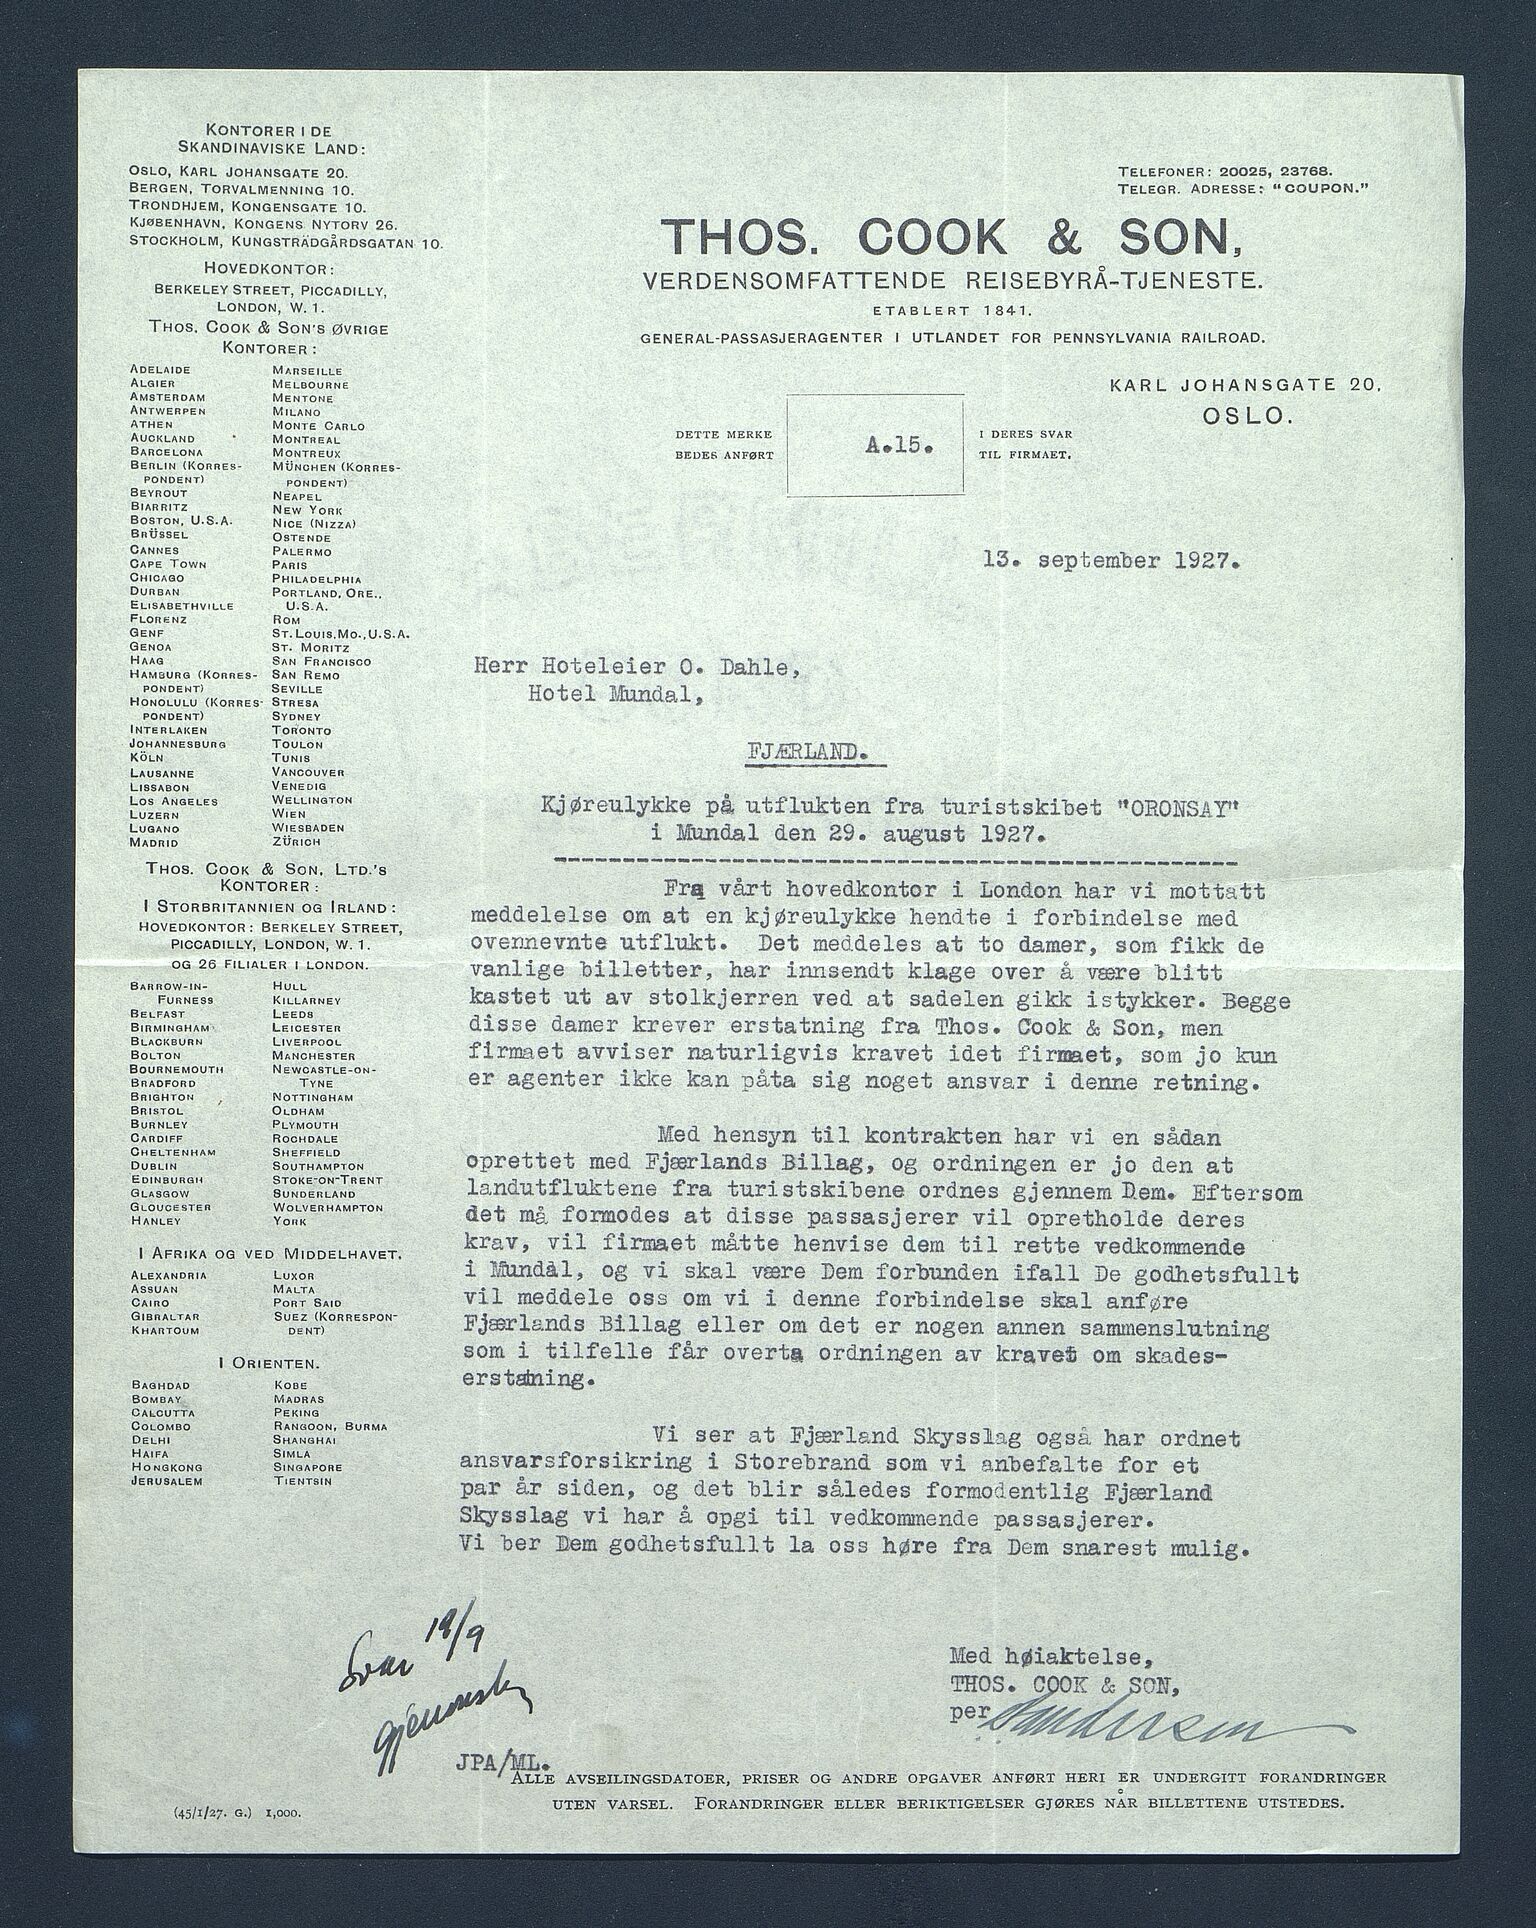 KONTORER I DE
SKANDINAVISKE LAND:
OSLO, KARL JOHANSGATE 20.
BERGEN, TORVALMENNING 10.
TRONDHJEM, KONGENSGATE 10.
KJØBENHAVN, KONGENS NYTORV 26.
STOCKHOLM, KUNGSTRÄDGÅRDSGATAN 10.
HOVEDKONTOR:
BERKELEY STREET, PICCADILLY,
LONDON, W. 1.
THOS. COOK & SON'S ØVRIGE
KONTORER:
ADELAIDE
ALGIER
AMSTERDAM
ANTWERPEN
ATHEN
AUCKLAND
BARCELONA
BERLIN (KORRES-
PONDENT)
BEYROUT
BIARRITZ
BOSTON, U.S.A.
BRÜSSEL
CANNES
CAPE TOWN
CHICAGO
DURBAN
ELISABETHVILLE
FLORENZ
GENF
GENOA
HAAG
HAMBURG (KORRES-
PONDENT)
HONOLULU (KORRES-
PONDENT)
INTERLAKEN
JOHANNESBURG
KÖLN
LAUSANNE
LISSABON
LOS ANGELES
LUZERN
LUGANO
MADRID
MARSEILLE
MELBOURNE
MENTONE
MILANO
MONTE CARLO
MONTREAL
MONTREUX
MÜNCHEN (KORRES-
PONDENT)
NEAPEL
NEW YORK
NICE (NIZZA)
OSTENDE
PALERMO
PARIS
PHILADELPHIA
PORTLAND, ORE.,
U.S.A.
ROM
ST. LOUIS, MO., U.S.A.
ST. MORITZ
SAN FRANCISCO
SAN REMO
SEVILLE
STRESA
SYDNEY
TORONTO
TOULON
TUNIS
VANCOUVER
VENEDIG
WELLINGTON
WIEN
WIESBADEN
ZÜRICH
THOS. COOK & SON, LTD.'S
KONTORER:
I STORBRITANNIEN OG IRLAND:
HOVEDKONTOR: BERKELEY STREET,
PICCADILLY, LONDON, W. 1.
OG 26 FILIALER I LONDON.
BARROW-IN-
FURNESS
BELFAST
BIRMINGHAM
BLACKBURN
BOLTON
BOURNEMOUTH
BRADFORD
BRIGHTON
BRISTOL
BURNLEY
CARDIFF
CHELTENHAM
DUBLIN
EDINBURGH
GLASGOW
GLOUCESTER
HANLEY
HULL
KILLARNEY
LEEDS
LEICESTER
LIVERPOOL
MANCHESTER
NEWCASTLE-ON-
TYNE
NOTTINGHAM
OLDHAM
PLYMOUTH
ROCHDALE
SHEFFIELD
SOUTHAMPTON
STOKE-ON-TRENT
SUNDERLAND
WOLVERHAMPTON
YORK
I AFRIKA OG VED MIDDELHAVET.
ALEXANDRIA
ASSUAN
CAIRO
GIBRALTAR
KHARTOUM
LUXOR
MALTA
PORT SAID
SUEZ (KORRESPON-
DENT)
I ORIENTEN.
BAGHDAD
BOMBAY
CALCUTTA
COLOMBO
DELHI
HAIFA
HONGKONG
JERUSALEM
KOBE
MADRAS
PEKING
RANGOON, BURMA
SHANGHAI
SIMLA
SINGAPORE
TIENTSIN
TELEFONER: 20025, 23768.
TELEGR. ADRESSE: "COUPON."
THOS. COOK & SON,
VERDENSOMFATTENDE REISEBYRÅ-TJENESTE.
ETABLERT 1841.
GENERAL-PASSASJERAGENTER I UTLANDET FOR PENNSYLVANIA RAILROAD.
KARL JOHANSGATE 20,
OSLO.
DETTE MERKE
BEDES ANFØRT
A.15.
I DERES SVAR
TIL FIRMAET.
13. september 1927.
Herr Hoteleier O. Dahle,
Hotel Mundal,
FJÆRLAND.
Kjøreulykke på utflukten fra turistskibet "ORONSAY"
i Mundal den 29. august 1927.
Fra vårt hovedkontor i London har vi mottatt
meddelelse om at en kjøreulykke hendte i forbindelse med
ovennevnte utflukt. Det meddeles at to damer, som fikk de
vanlige billetter, har innsendt klage over å være blitt
kastet ut av stolkjerren ved at sadelen gikk istykker. Begge
disse damer krever erstatning fra Thos. Cook & Son, men
firmaet avviser naturligvis kravet idet firmaet, som jo kun
er agenter ikke kan påta sig noget ansvar i denne retning.
Med hensyn til kontrakten har vi en sådan
oprettet med Fjærlands Billag, og ordningen er jo den at
landutfluktene fra turistskibene ordnes gjennem Dem. Eftersom
det må formodes at disse passasjerer vil opretholde deres
krav, vil firmaet måtte henvise dem til rette vedkommende
i Mundal, og vi skal være Dem forbunden ifall De godhetsfullt
vil meddele oss om vi i denne forbindelse skal anføre
Fjærlands Billag eller om det er nogen annen sammenslutning
som i tilfelle får overta ordningen av kravet om skades-
erstatning.
Vi ser at Fjærland Skysslag også har ordnet
ansvarsforsikring i Storebrand som vi anbefalte for et
par år siden, og det blir således formodentlig Fjærland
Skysslag vi har å opgi til vedkommende passasjerer.
Vi ber Dem godhetsfullt la oss høre fra Dem snarest mulig.
Svar 19/9
Med høiaktelse,
THOS. COOK & SON,
per
JPA/ML.
ALLE AVSEILINGSDATOER, PRISER OG ANDRE OPGAVER ANFØRT HERI ER UNDERGITT FORANDRINGER
UTEN VARSEL. FORANDRINGER ELLER BERIKTIGELSER GJØRES NÅR BILLETTENE UTSTEDES.
(45/1/27. G.) 1,000.